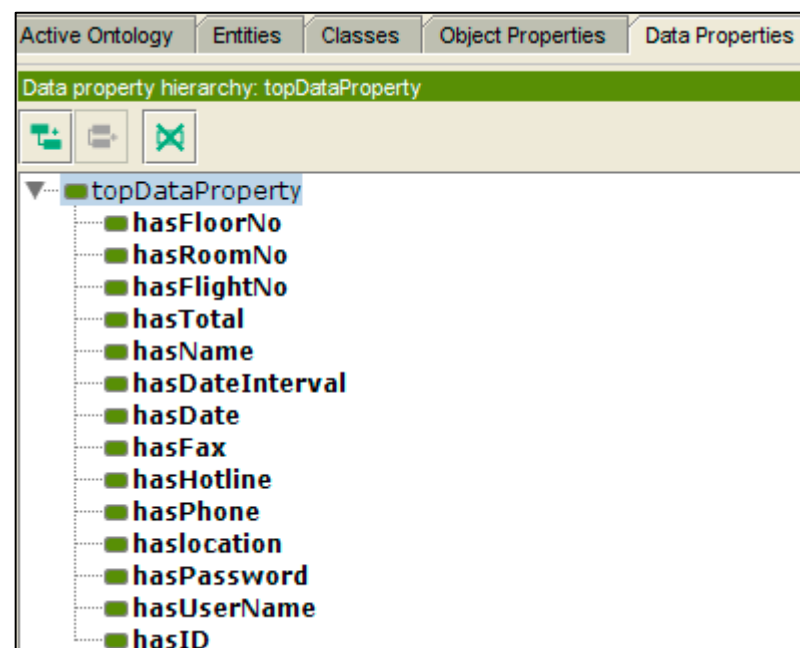 Active Ontology Entities Classes Object Properties Data Properties
Data property hierarchy: topDataProperty
topDataProperty
hasFloorNo
hasRoomNo
hasFlightNo
hasTotal
hasName
hasDateInterval
hasDate
hasFax
hasHotline
hasPhone
haslocation
hasPassword
hasUserName
hasID